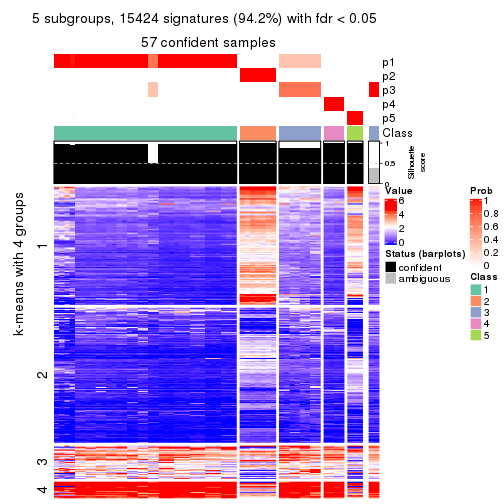 5 subgroups, 15424 signatures (94.2%) with fdr < 0.05
57 confident samples
p1
p2
p3
p4
p5
Class
1
0.5
0
Silhouette
score
k-means with 4 groups
1
2
3
4
Value
6
4
2
0
Status (barplots)
confident
ambiguous
Prob
1
0.8
0.6
0.4
0.2
0
Class
1
2
3
4
5